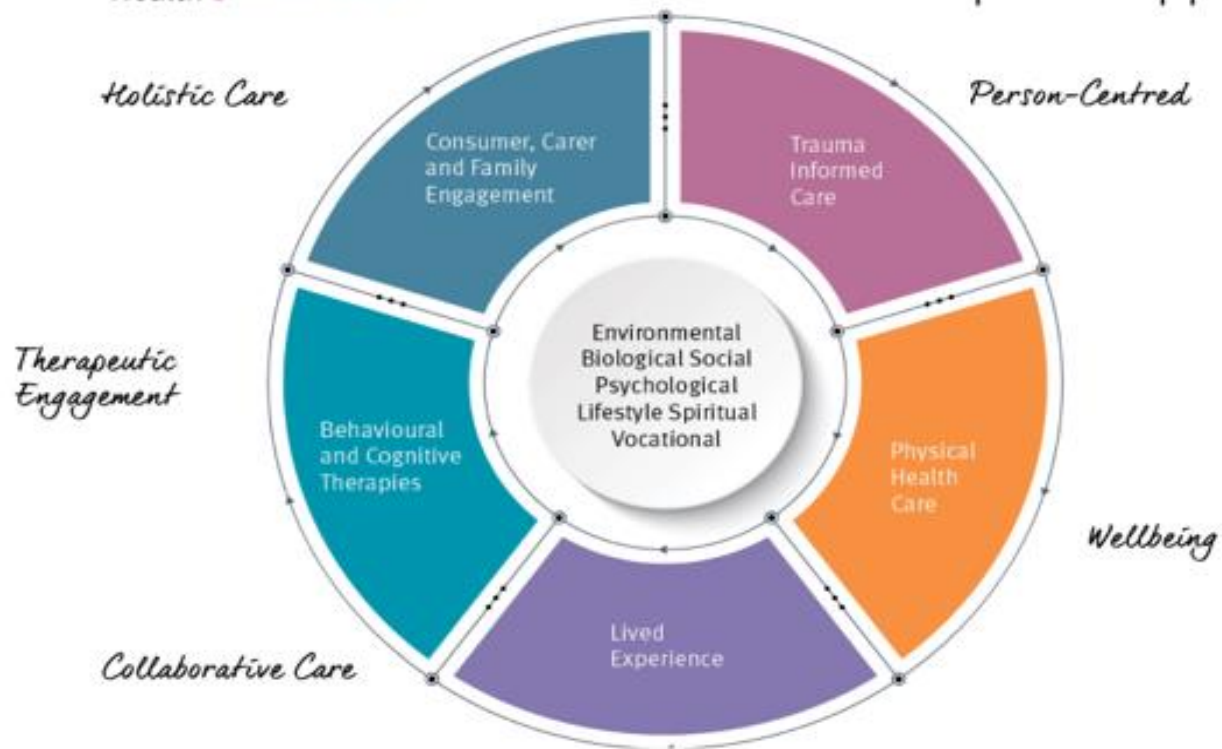 Holistic Care
Person-Centred
Consumer, Carer
and Family
Engagement
Trauma
Informed
Care
Environmental
Biological Social
Psychological
Lifestyle Spiritual
Vocational
Therapeutic
Engagement
Behavioural
and Cognitive
Therapies
Physical
Health
Care
Wellbeing
Lived
Experience
Collaborative Care